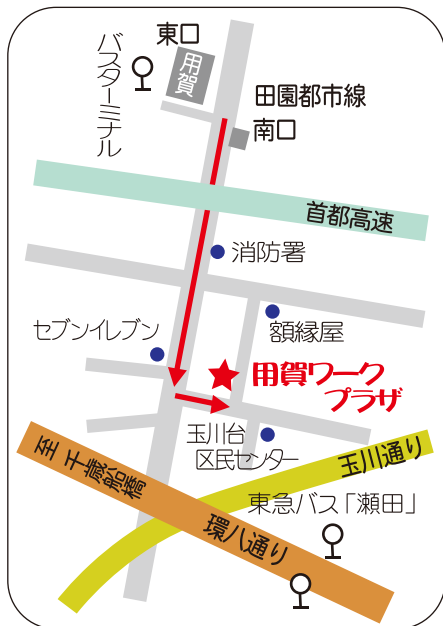 東口
バスターミナル
用賀
田園都市線
南口
首都高速
消防署
セブンイレブン
額縁屋
用賀ワーク
プラザ
玉川台
区民センター
玉川通り
至 千歳船橋
環八通り
東急バス「瀬田」